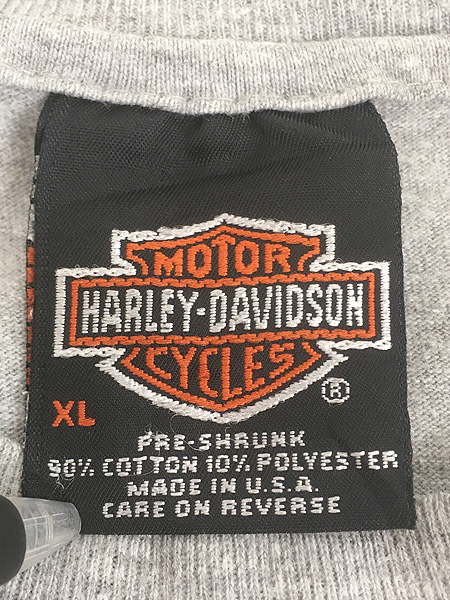 MOTOR
HARLEY-DAVIDSON
CYCLES
®
XL
PRE-SHRUNK
90% COTTON 10% POLYESTER
MADE IN U.S.A.
CARE ON REVERSE